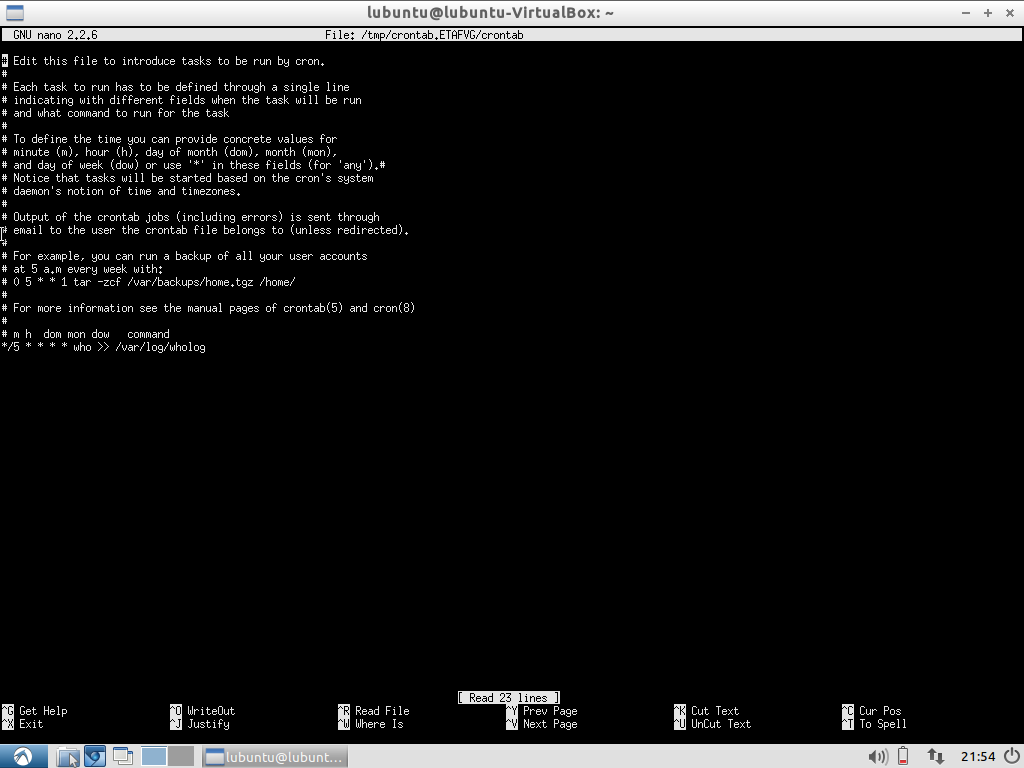 lubuntu@lubuntu-VirtualBox: ~
GNU nano 2.2.6 File: /tmp/crontab.ETAFVG/crontab
# Edit this file to introduce tasks to be run by cron.
#
# Each task to run has to be defined through a single line
# indicating with different fields when the task will be run
# and what command to run for the task
#
# To define the time you can provide concrete values for
# minute (m), hour (h), day of month (dom), month (mon),
# and day of week (dow) or use '*' in these fields (for 'any').#
# Notice that tasks will be started based on the cron's system
# daemon's notion of time and timezones.
#
# Output of the crontab jobs (including errors) is sent through
# email to the user the crontab file belongs to (unless redirected).
#
# For example, you can run a backup of all your user accounts
# at 5 a.m every week with:
# 0 5 * * 1 tar -zcf /var/backups/home.tgz /home/
#
# For more information see the manual pages of crontab(5) and cron(8)
#
# m h  dom mon dow   command
*/5 * * * * who >> /var/log/wholog
[ Read 23 lines ]
^G Get Help ^O WriteOut ^R Read File ^Y Prev Page ^K Cut Text ^C Cur Pos
^X Exit ^J Justify ^W Where Is ^V Next Page ^U UnCut Text ^T To Spell
lubuntu@lubunt... 21:54